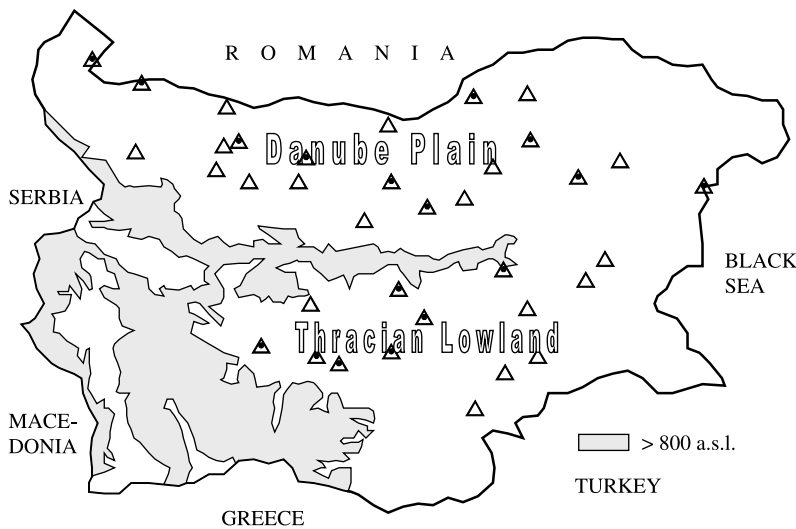 R O M A N I A
Danube Plain
SERBIA
BLACK
SEA
Thracian Lowland
MACE-
DONIA
> 800 a.s.l.
TURKEY
GREECE